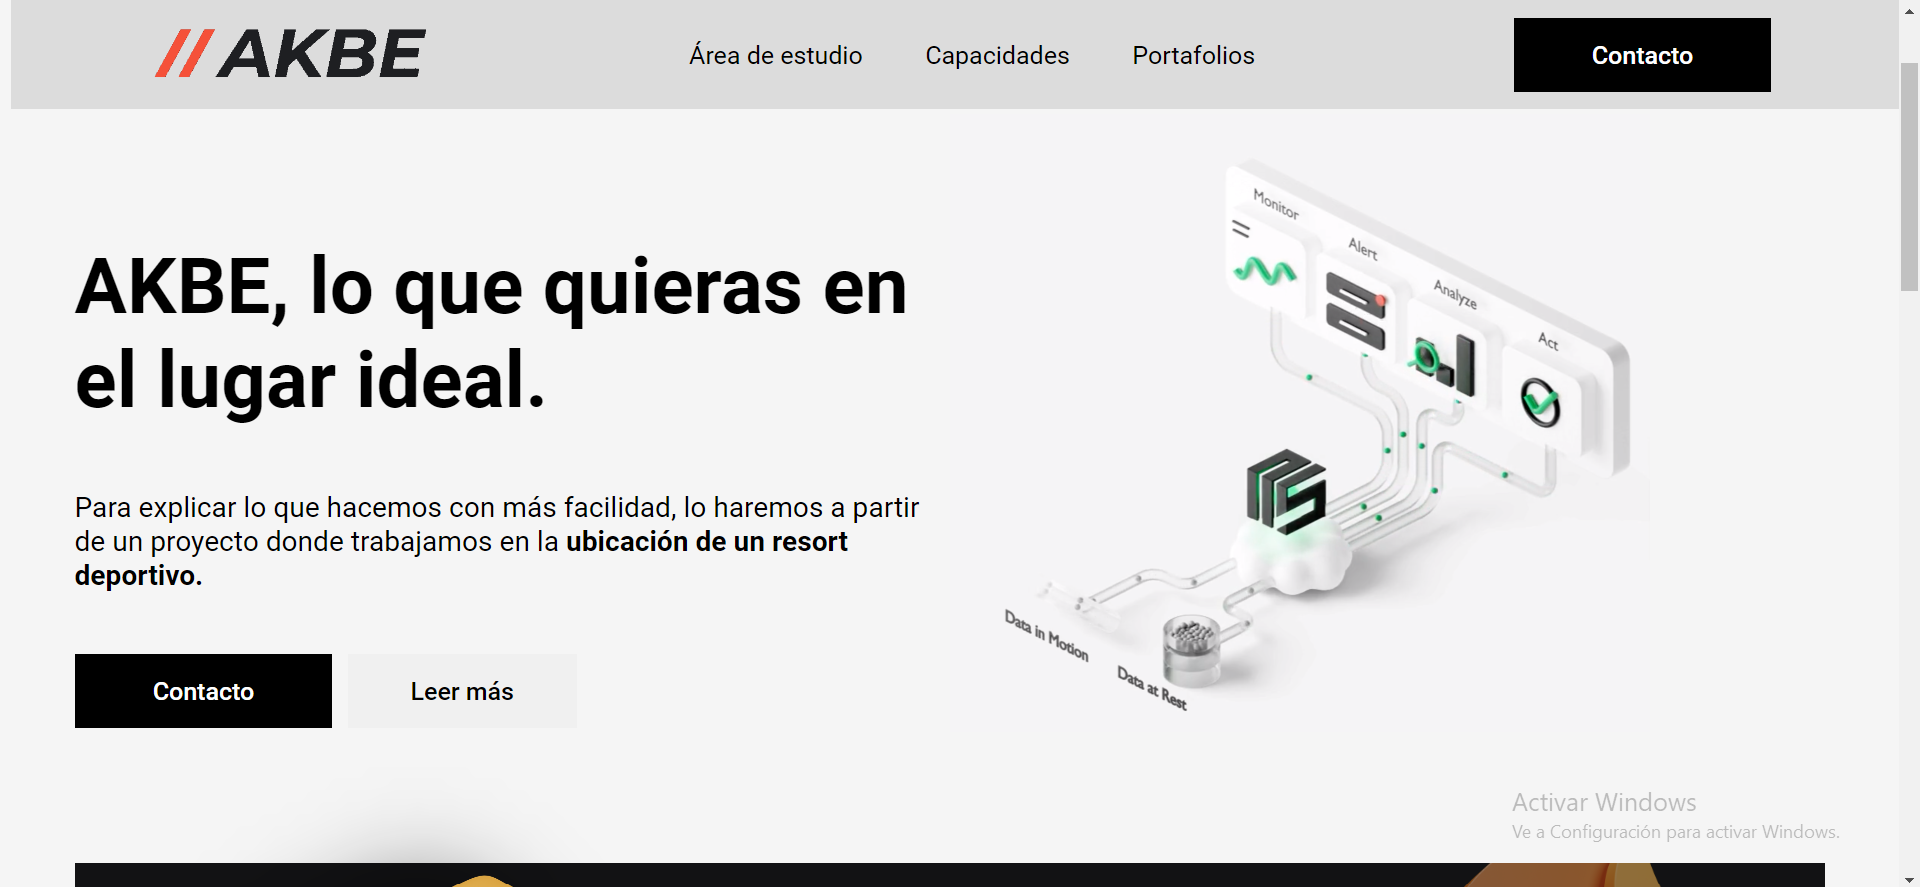 //AKBE
Área de estudio
Capacidades
Portafolios
Contacto
AKBE, lo que quieras en
el lugar ideal.
Para explicar lo que hacemos con más facilidad, lo haremos a partir
de un proyecto donde trabajamos en la ubicación de un resort
deportivo.
Contacto
Leer más
Monitor
Alert
Analyze
Act
Data in Motion
Data at Rest
Activar Windows
Ve a Configuración para activar Windows.